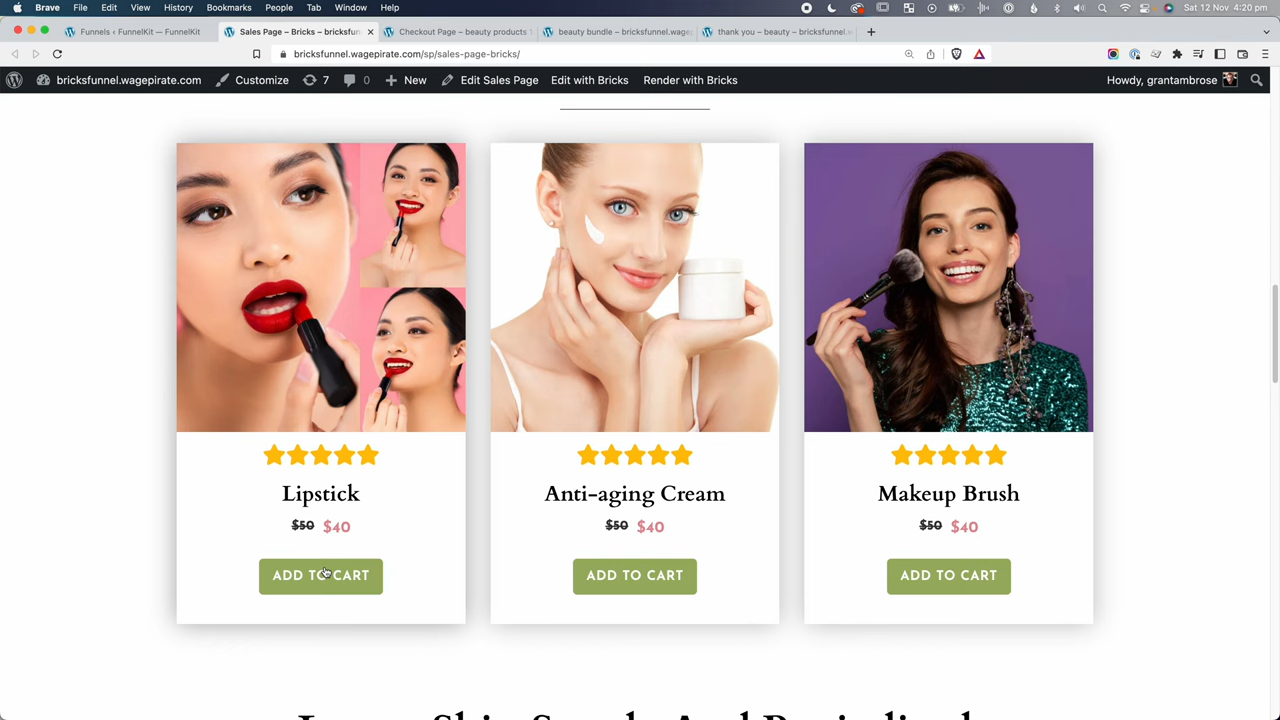 Brave File Edit View History Bookmarks People Tab Window Help Sat 12 Nov 4:20 pm
Funnels ‹ FunnelKit — FunnelKit Sales Page – Bricks – bricksfun Checkout Page – beauty products beauty bundle – bricksfunnel.wage thank you – beauty – bricksfunnel.w
bricksfunnel.wagepirate.com/sp/sales-page-bricks/
bricksfunnel.wagepirate.com Customize 7 0 New Edit Sales Page Edit with Bricks Render with Bricks Howdy, grantambrose
Lipstick Anti-aging Cream Makeup Brush
$50 $40 $50 $40 $50 $40
ADD TO CART ADD TO CART ADD TO CART